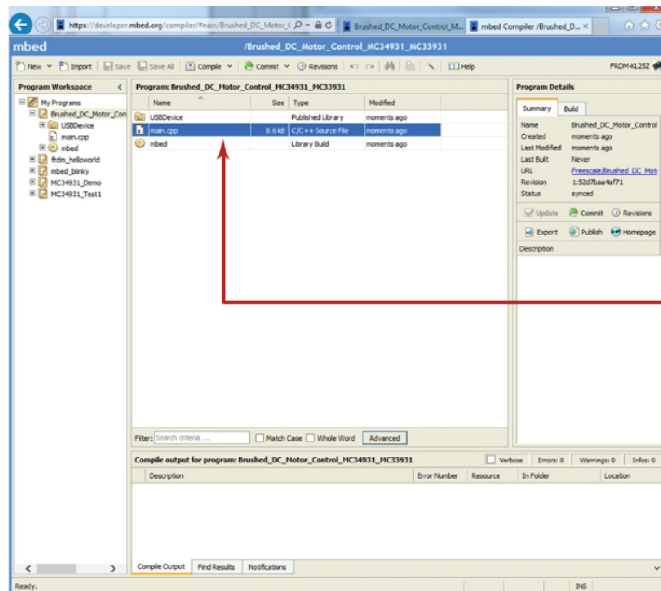 https://developer.mbed.org/compiler/#nav:/Brushed_DC_Motor_(
Brushed_DC_Motor_Control_M...
mbed Compiler /Brushed_D...
mbed
/Brushed_DC_Motor_Control_MC34931_MC33931
New Import Save Save All Compile Commit Revisions Help FRDM-KL25Z
Program Workspace
My Programs
Brushed_DC_Motor_Con
USBDevice
main.cpp
mbed
frdm_helloworld
mbed_blinky
MC34931_Demo
MC34931_Test1
Program: Brushed_DC_Motor_Control_MC34931_MC33931
Name Size Type Modified
USBDevice Published Library moments ago
main.cpp 8.6 kB C/C++ Source File moments ago
mbed Library Build moments ago
Filter: Search criteria ... Match Case Whole Word Advanced
Program Details
Summary Build
Name Brushed_DC_Motor_Control
Created moments ago
Last Modified moments ago
Last Built Never
URL Freescale/Brushed_DC_Mot
Revision 1:52d7baa4af71
Status synced
Update Commit Revisions
Export Publish Homepage
Description
Compile output for program: Brushed_DC_Motor_Control_MC34931_MC33931 Verbose Errors: 0 Warnings: 0 Infos: 0
Description Error Number Resource In Folder Location
Compile Output Find Results Notifications
Ready. INS